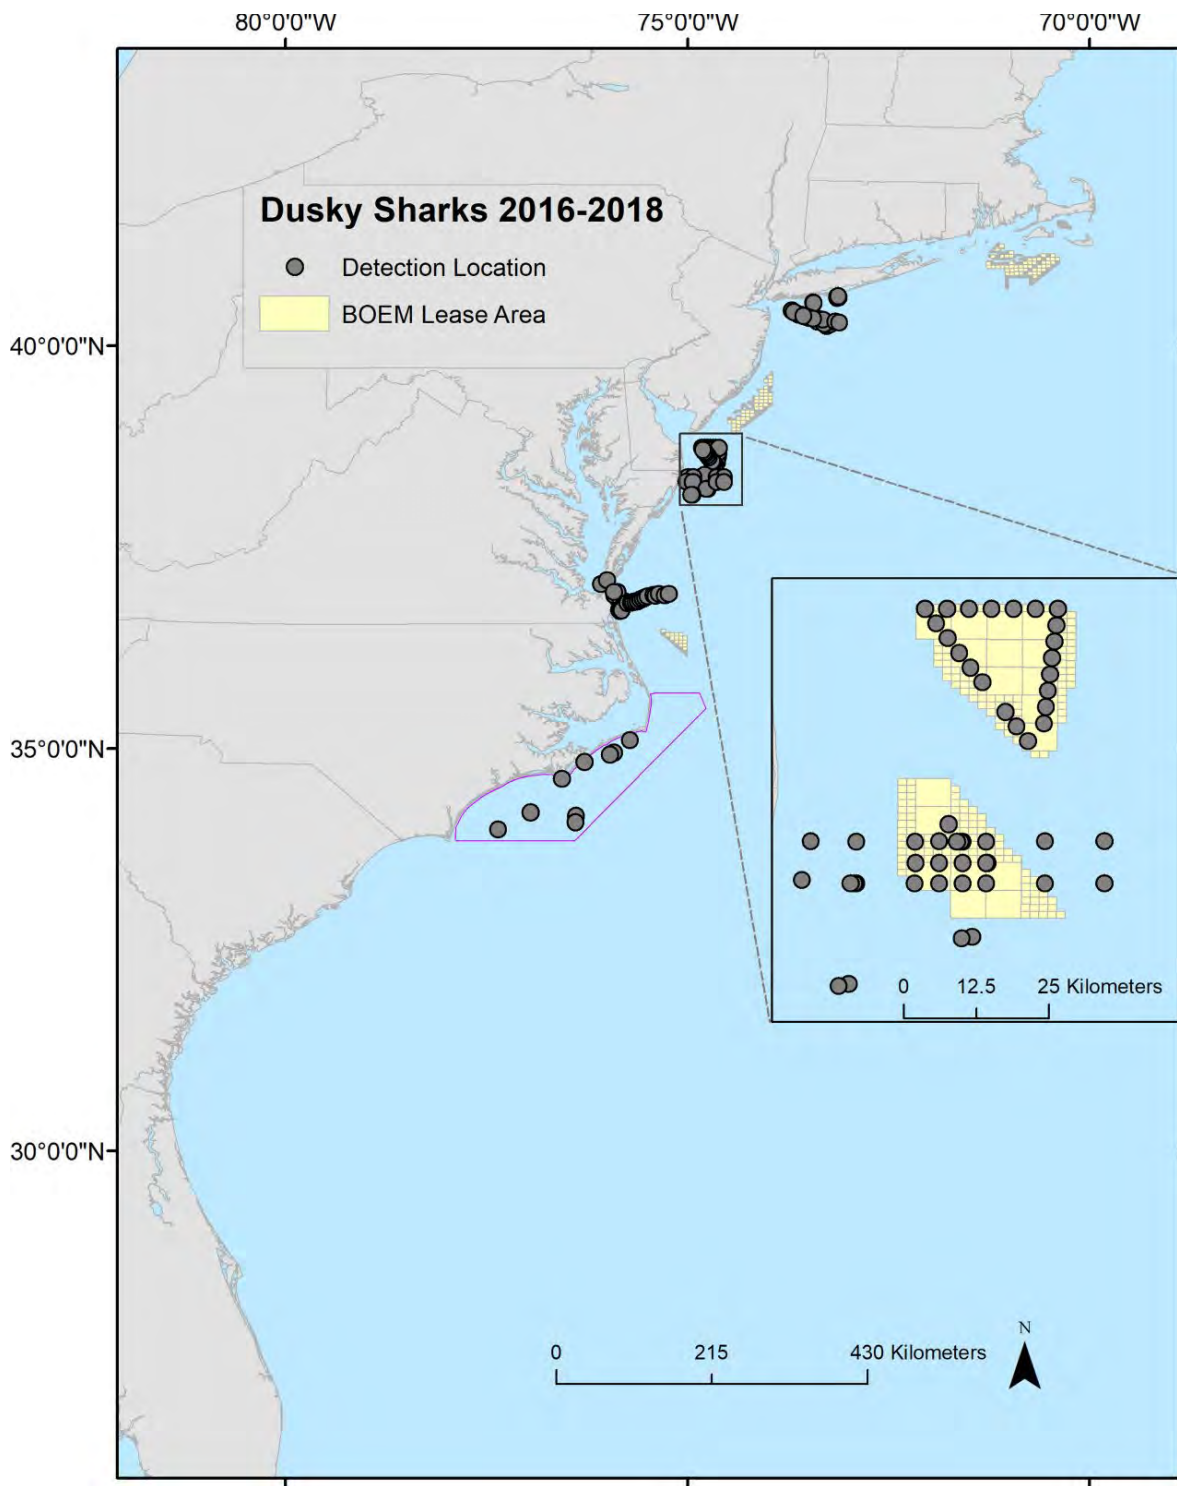 80°0'0"W 75°0'0"W 70°0'0"W
Dusky Sharks 2016-2018
Detection Location
BOEM Lease Area
40°0'0"N
35°0'0"N
0 12.5 25 Kilometers
30°0'0"N
N
0 215 430 Kilometers